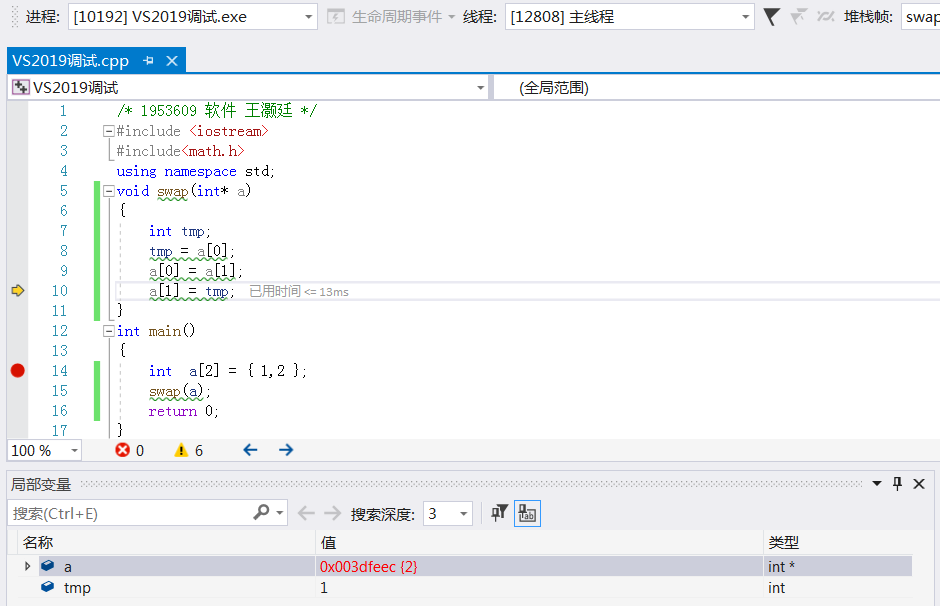 进程: [10192] VS2019调试.exe 生命周期事件 线程: [12808] 主线程 堆栈帧: swap
VS2019调试.cpp
VS2019调试 (全局范围)
1 /* 1953609 软件 王灏廷 */
2 #include <iostream>
3 #include<math.h>
4 using namespace std;
5 void swap(int* a)
6 {
7 int tmp;
8 tmp = a[0];
9 a[0] = a[1];
10 a[1] = tmp; 已用时间 <= 13ms
11 }
12 int main()
13 {
14 int a[2] = { 1,2 };
15 swap(a);
16 return 0;
17 }
100 % 0 6
局部变量
搜索(Ctrl+E) 搜索深度: 3
名称 值 类型
a 0x003dfeec {2} int *
tmp 1 int